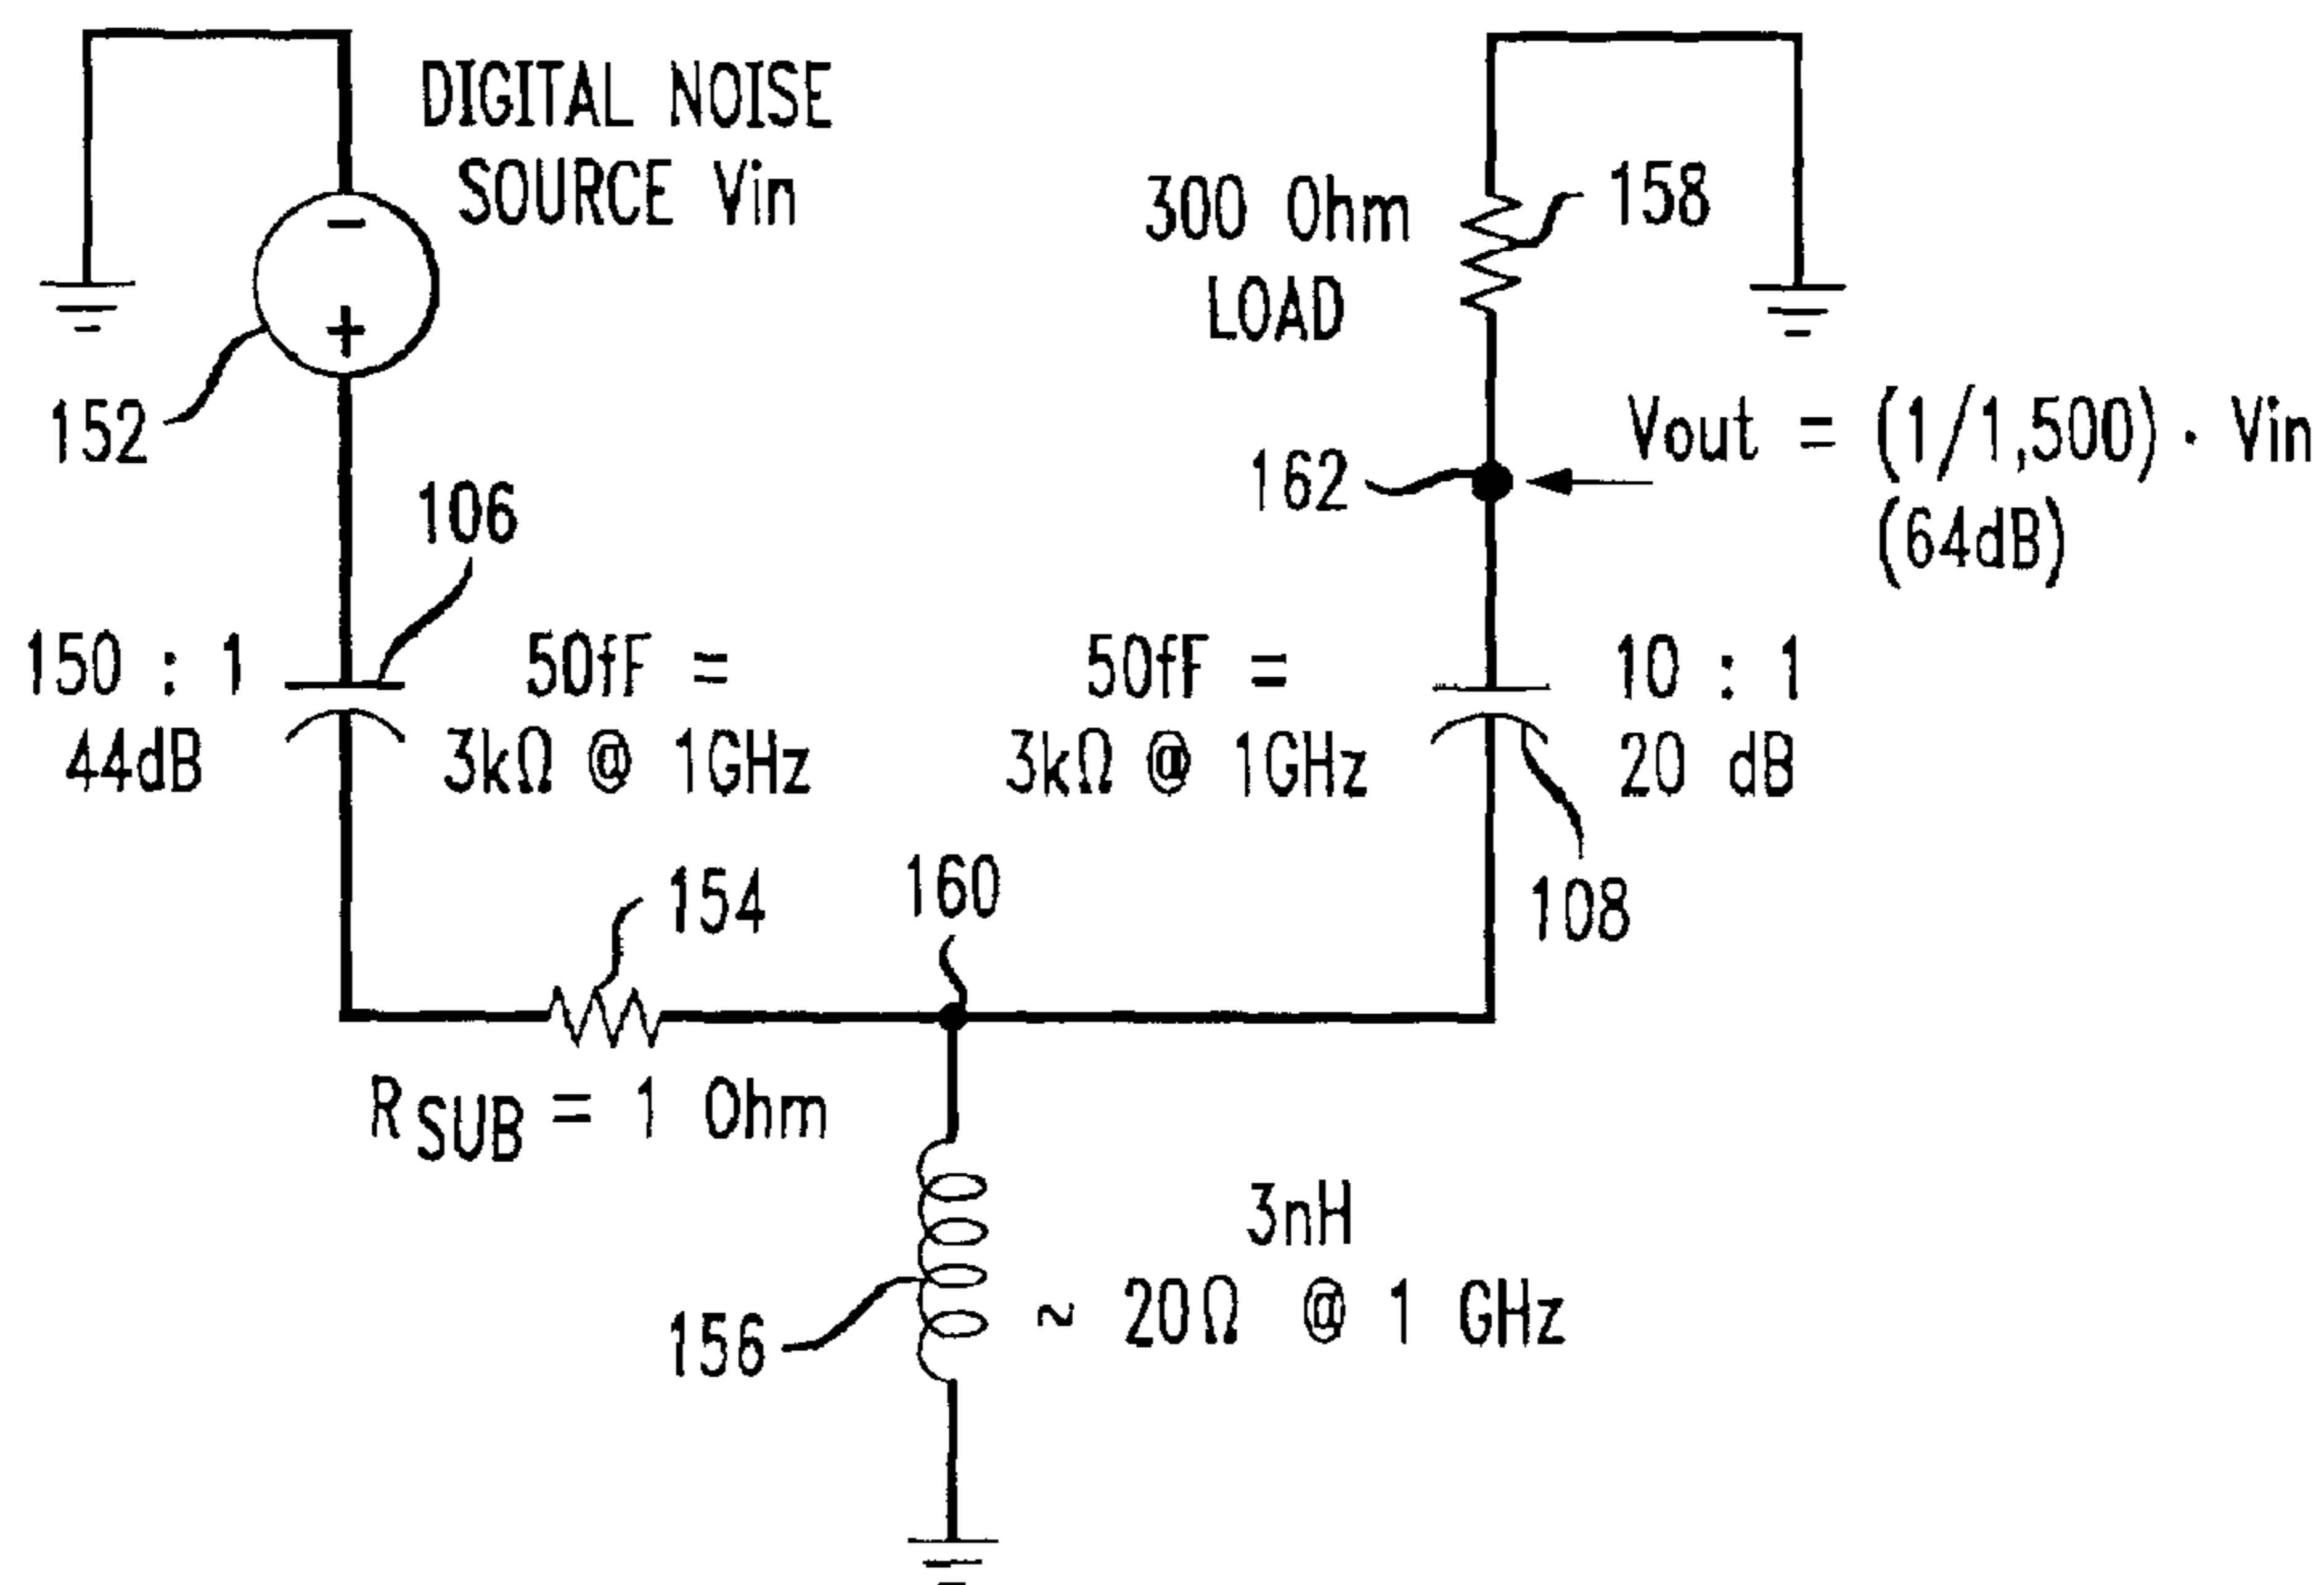 DIGITAL NOISE
SOURCE Vin
−
+
152
106
150 : 1
44dB
50fF =
3kΩ @ 1GHz
300 Ohm
LOAD
158
162
Vout = (1/1,500) · Vin
(64dB)
50fF =
3kΩ @ 1GHz
10 : 1
20 dB
108
154
160
RSUB = 1 Ohm
3nH
~ 20Ω @ 1 GHz
156